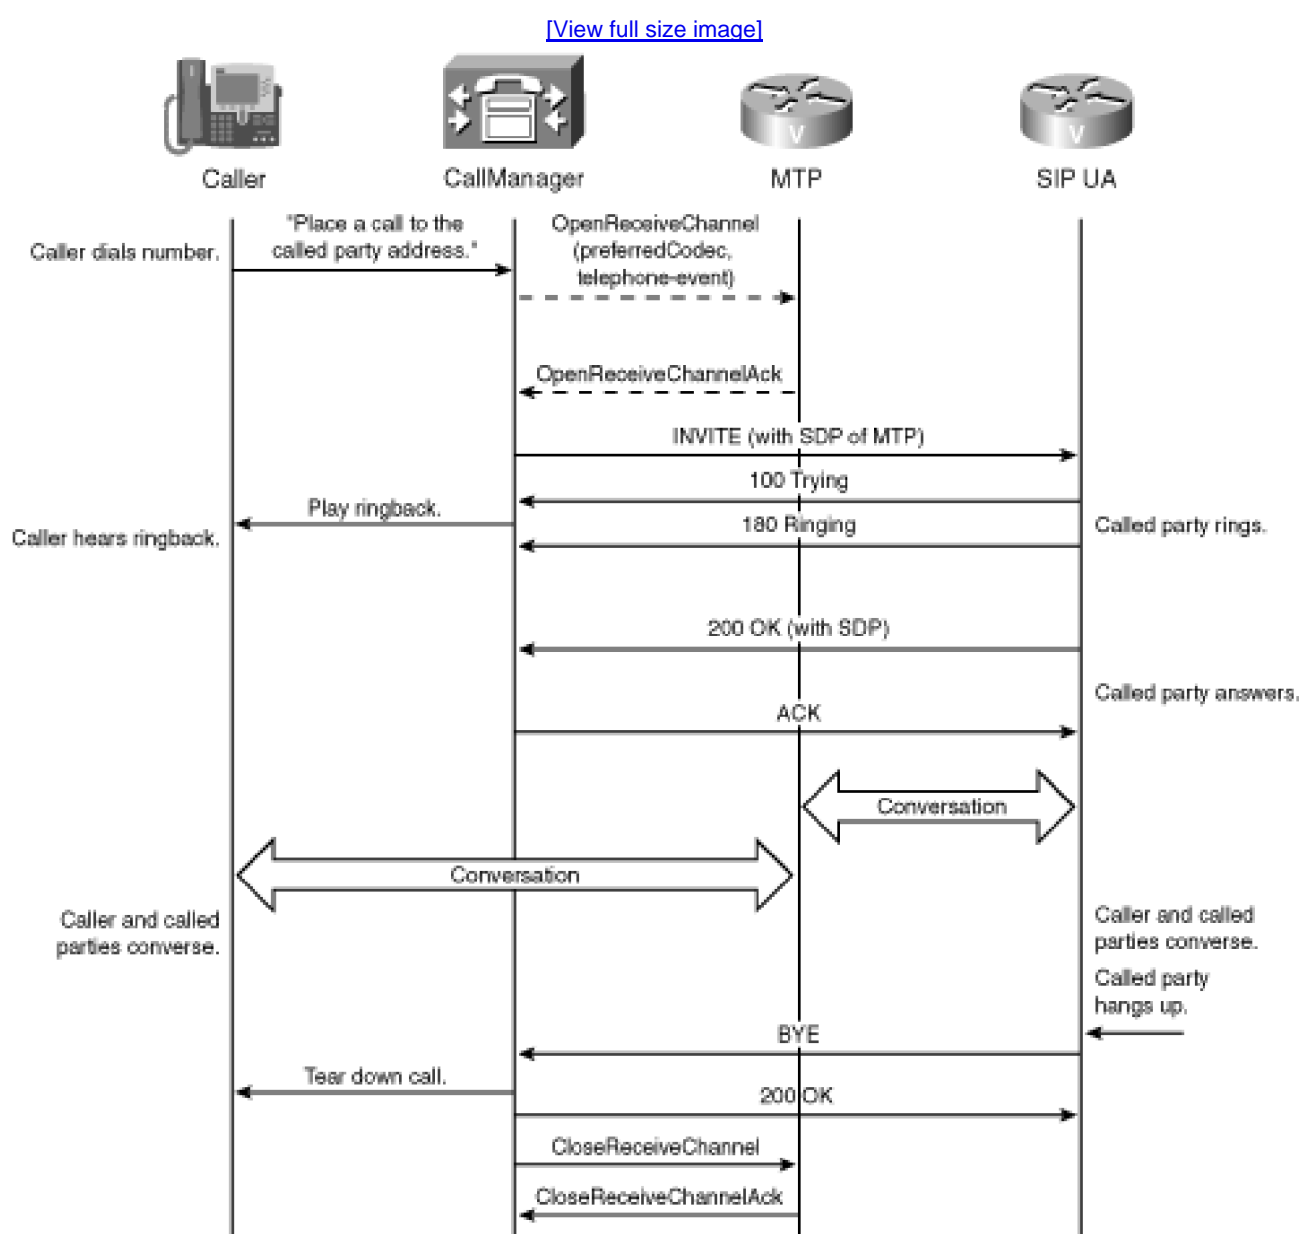 [View full size image]
V
V
Caller
CallManager
MTP
SIP UA
"Place a call to the
called party address."
OpenReceiveChannel
(preferredCodec,
telephone-event)
Caller dials number.
OpenReceiveChannelAck
INVITE (with SDP of MTP)
100 Trying
Play ringback.
180 Ringing
Called party rings.
Caller hears ringback.
200 OK (with SDP)
Called party answers.
ACK
Conversation
Conversation
Caller and called
parties converse.
Caller and called
parties converse.
Called party
hangs up.
BYE
Tear down call.
200 OK
CloseReceiveChannel
CloseReceiveChannelAck